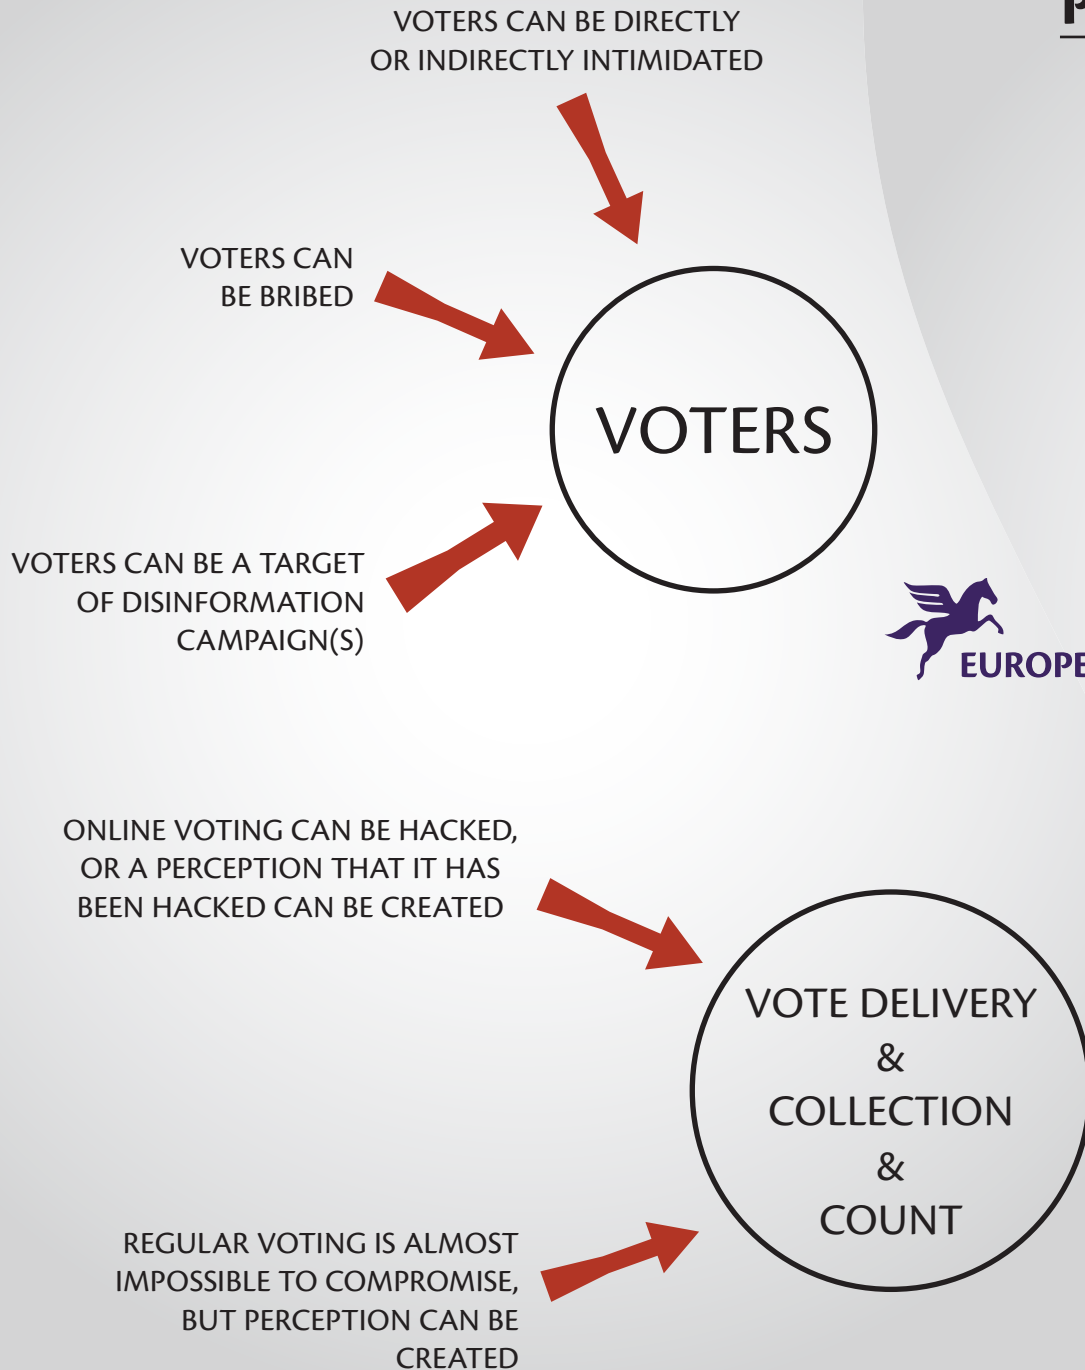 VOTERS CAN BE DIRECTLY
OR INDIRECTLY INTIMIDATED
VOTERS CAN
BE BRIBED
VOTERS
VOTERS CAN BE A TARGET
OF DISINFORMATION
CAMPAIGN(S)
EUROPE
ONLINE VOTING CAN BE HACKED,
OR A PERCEPTION THAT IT HAS
BEEN HACKED CAN BE CREATED
VOTE DELIVERY
&
COLLECTION
&
COUNT
REGULAR VOTING IS ALMOST
IMPOSSIBLE TO COMPROMISE,
BUT PERCEPTION CAN BE
CREATED